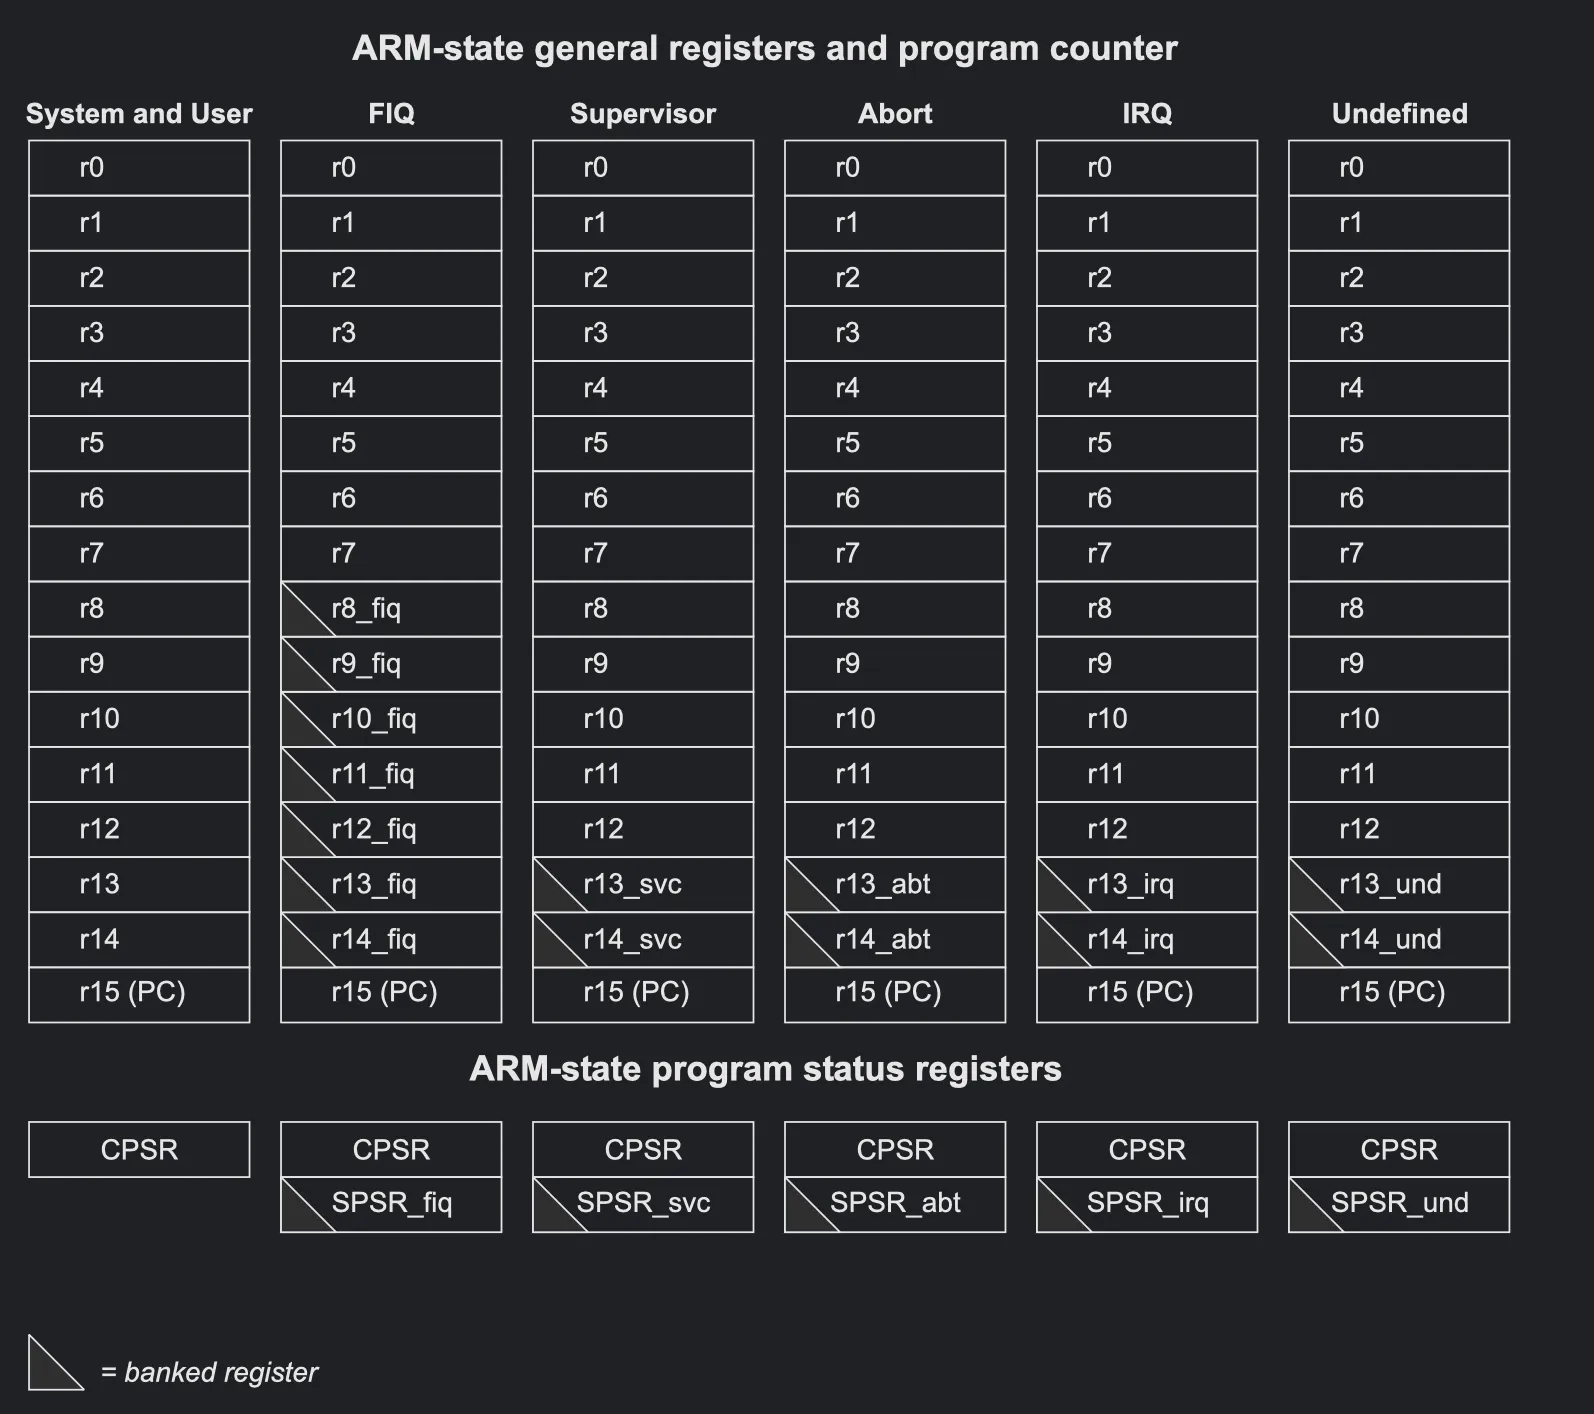 ARM-state general registers and program counter
System and User FIQ Supervisor Abort IRQ Undefined
r0 r0 r0 r0 r0 r0
r1 r1 r1 r1 r1 r1
r2 r2 r2 r2 r2 r2
r3 r3 r3 r3 r3 r3
r4 r4 r4 r4 r4 r4
r5 r5 r5 r5 r5 r5
r6 r6 r6 r6 r6 r6
r7 r7 r7 r7 r7 r7
r8 r8_fiq r8 r8 r8 r8
r9 r9_fiq r9 r9 r9 r9
r10 r10_fiq r10 r10 r10 r10
r11 r11_fiq r11 r11 r11 r11
r12 r12_fiq r12 r12 r12 r12
r13 r13_fiq r13_svc r13_abt r13_irq r13_und
r14 r14_fiq r14_svc r14_abt r14_irq r14_und
r15 (PC) r15 (PC) r15 (PC) r15 (PC) r15 (PC) r15 (PC)
ARM-state program status registers
CPSR CPSR CPSR CPSR CPSR CPSR
SPSR_fiq SPSR_svc SPSR_abt SPSR_irq SPSR_und
= banked register